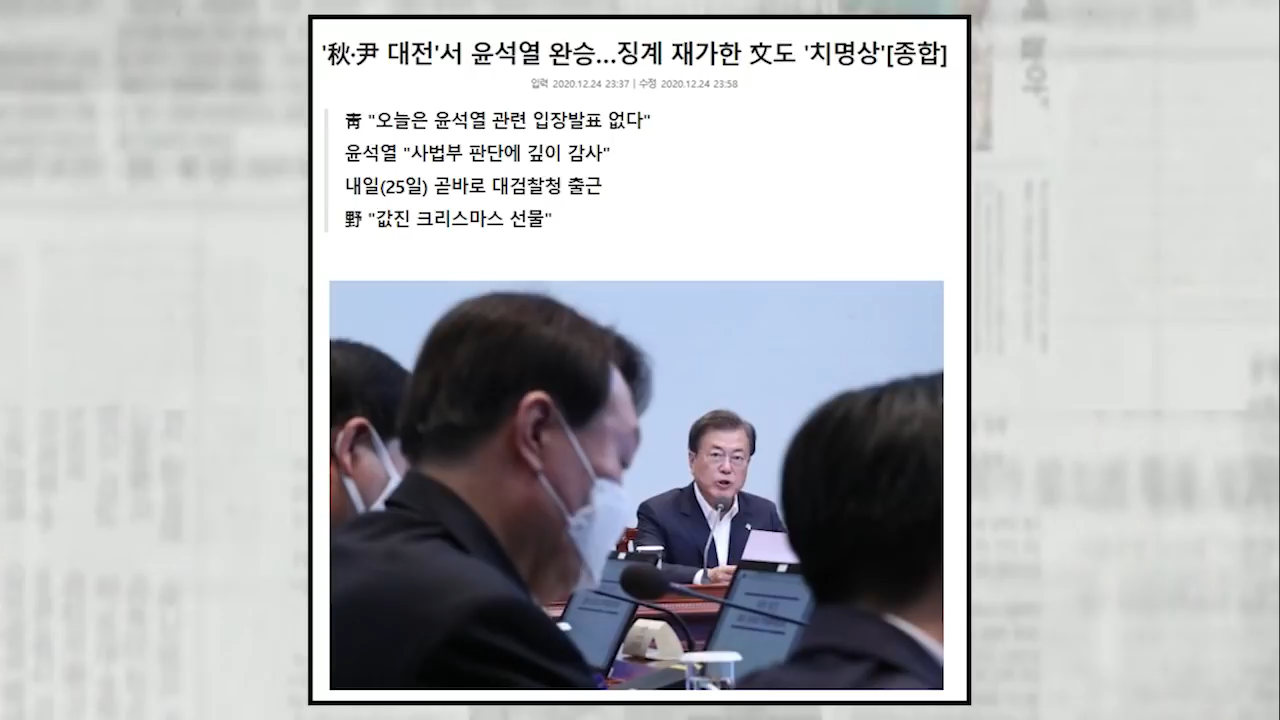 '秋·尹 대전'서 윤석열 완승...징계 재가한 文도 '치명상'[종합]
입력 2020.12.24 23:37 | 수정 2020.12.24 23:58
靑 "오늘은 윤석열 관련 입장발표 없다"
윤석열 "사법부 판단에 깊이 감사"
내일(25일) 곧바로 대검찰청 출근
野 "값진 크리스마스 선물"